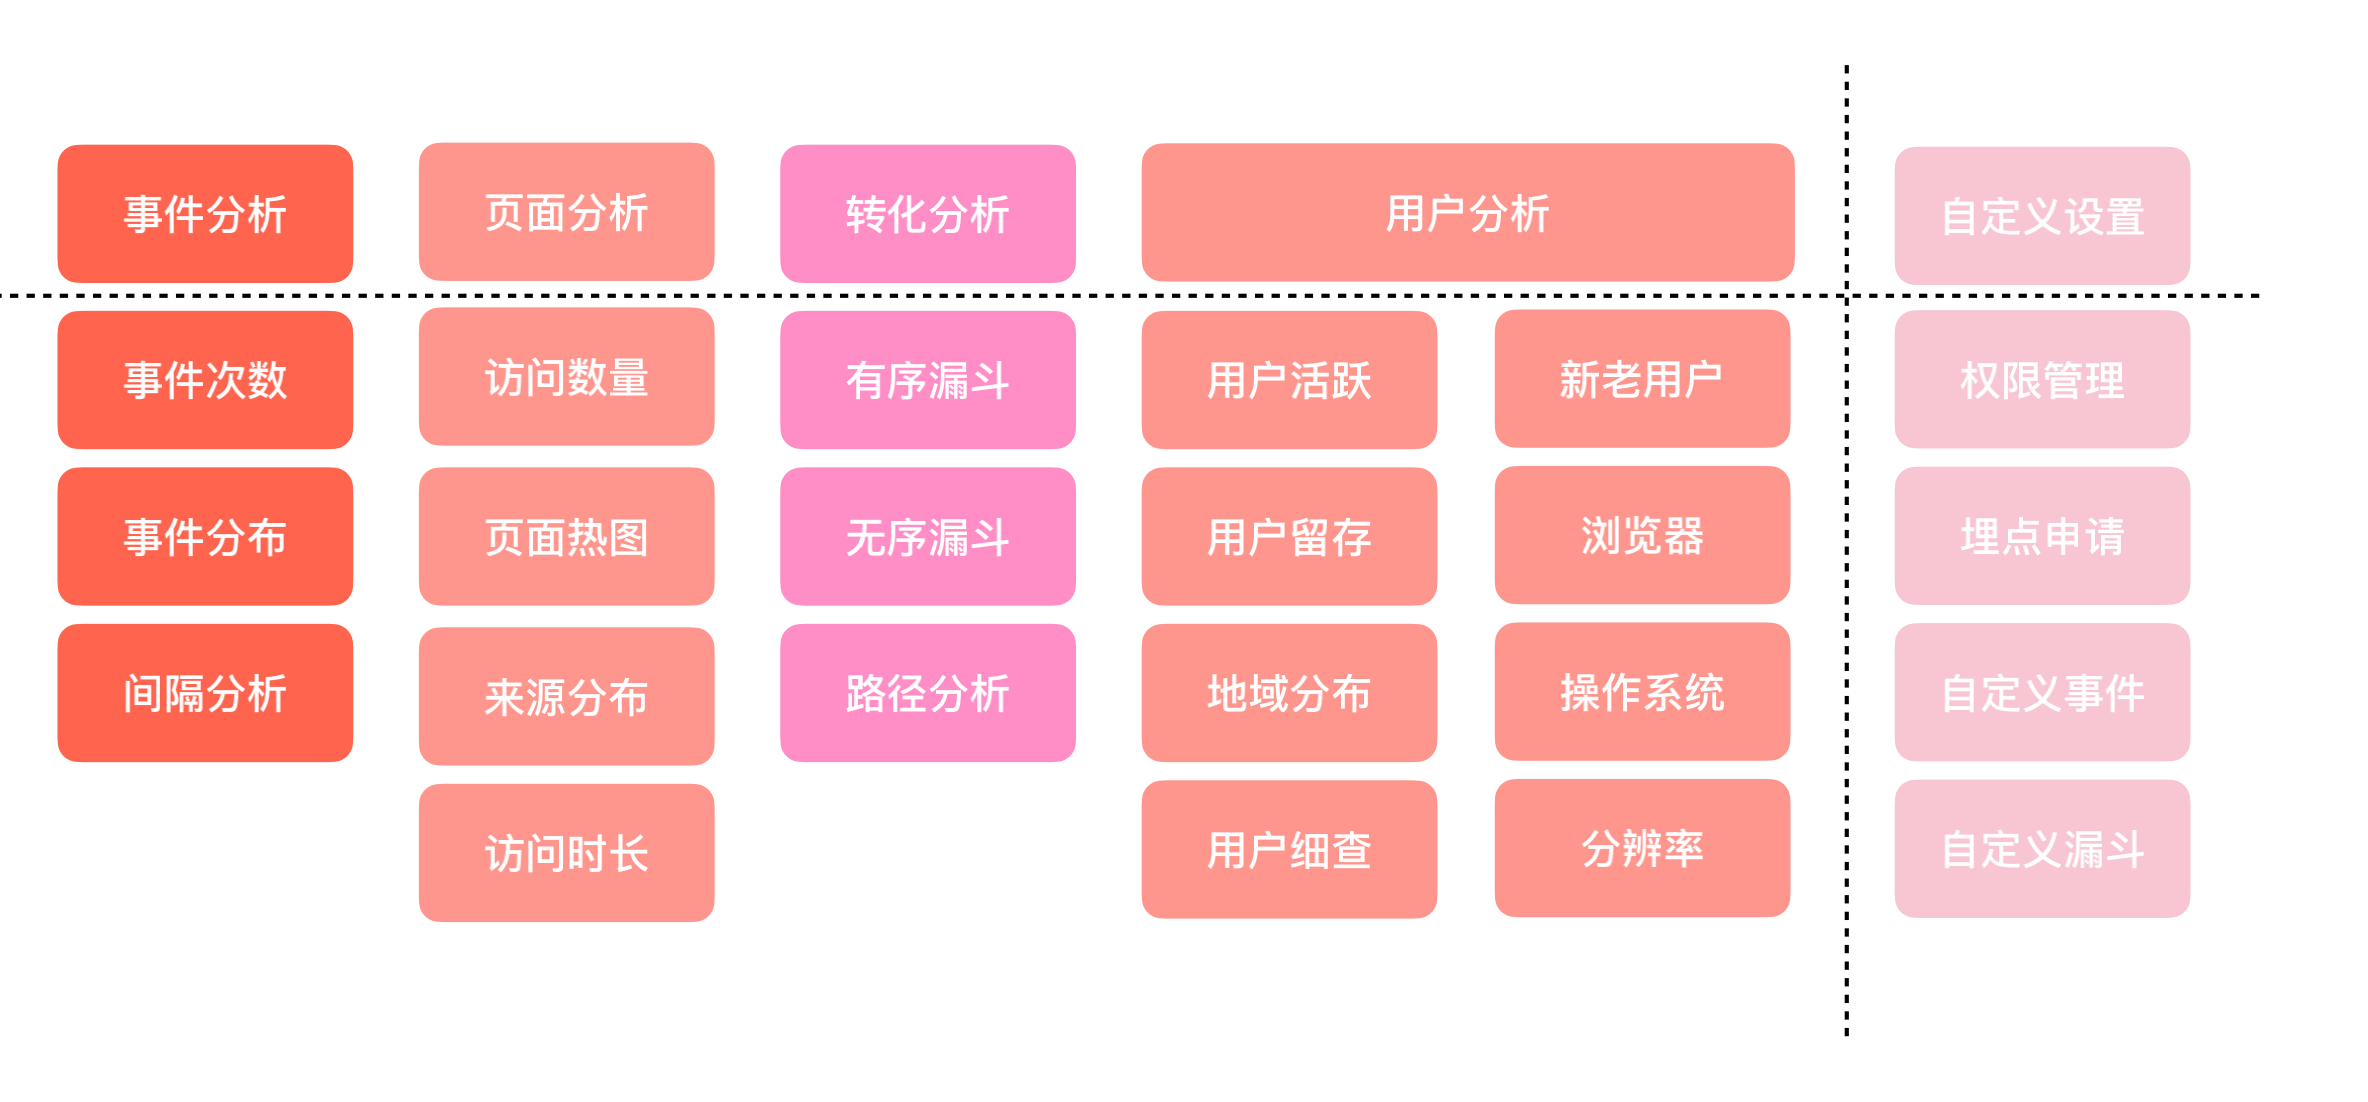 事件分析
页面分析
转化分析
用户分析
自定义设置
事件次数
访问数量
有序漏斗
用户活跃
新老用户
权限管理
事件分布
页面热图
无序漏斗
用户留存
浏览器
埋点申请
间隔分析
来源分布
路径分析
地域分布
操作系统
自定义事件
访问时长
用户细查
分辨率
自定义漏斗